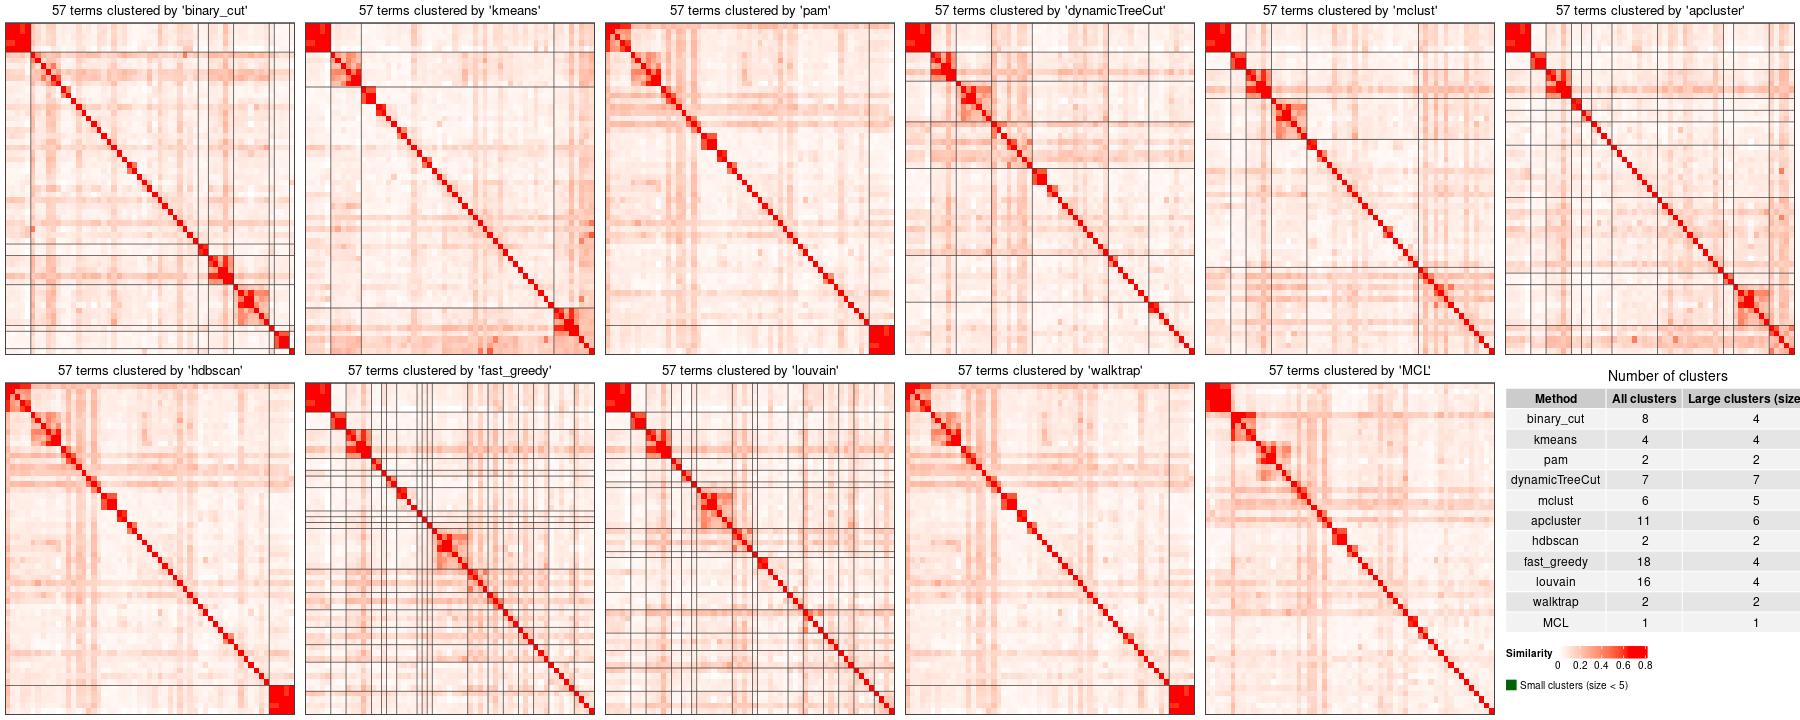 57 terms clustered by 'binary_cut'
57 terms clustered by 'kmeans'
57 terms clustered by 'pam'
57 terms clustered by 'dynamicTreeCut'
57 terms clustered by 'mclust'
57 terms clustered by 'apcluster'
57 terms clustered by 'hdbscan'
57 terms clustered by 'fast_greedy'
57 terms clustered by 'louvain'
57 terms clustered by 'walktrap'
57 terms clustered by 'MCL'
Number of clusters
Method All clusters Large clusters (size
binary_cut 8 4
kmeans 4 4
pam 2 2
dynamicTreeCut 7 7
mclust 6 5
apcluster 11 6
hdbscan 2 2
fast_greedy 18 4
louvain 16 4
walktrap 2 2
MCL 1 1
Similarity
0 0.2 0.4 0.6 0.8
Small clusters (size < 5)